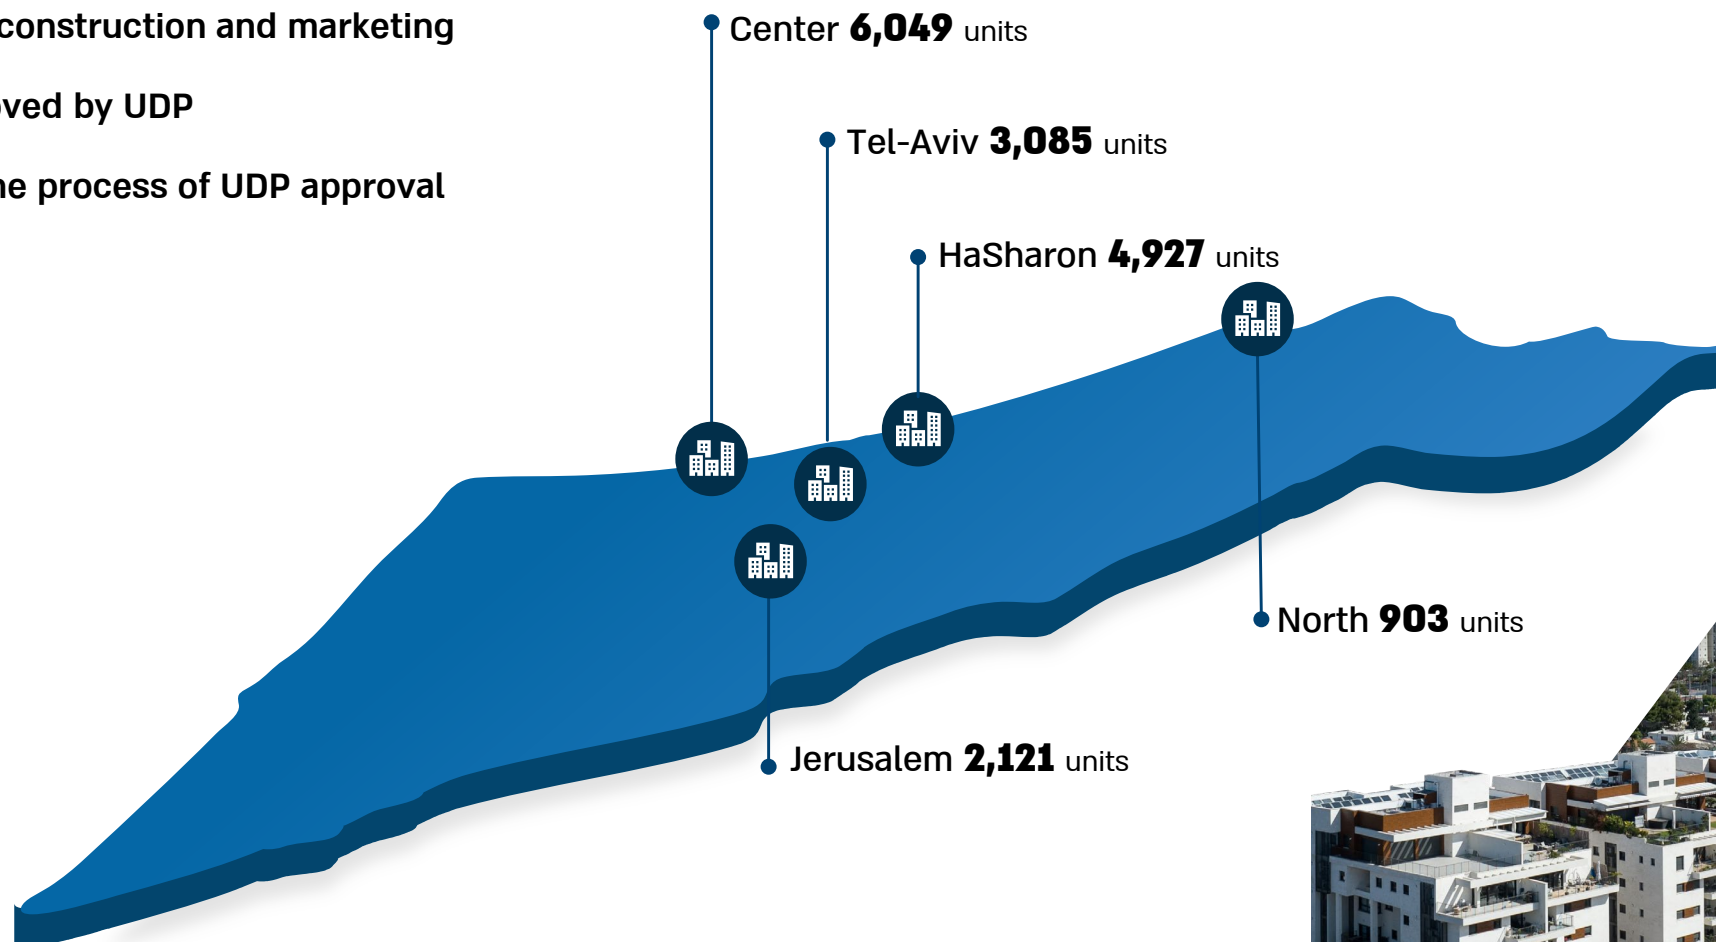 construction and marketing
by UDP
process of UDP approval
Center 6,049 units
Tel-Aviv 3,085 units
HaSharon 4,927 units
North 903 units
Jerusalem 2,121 units